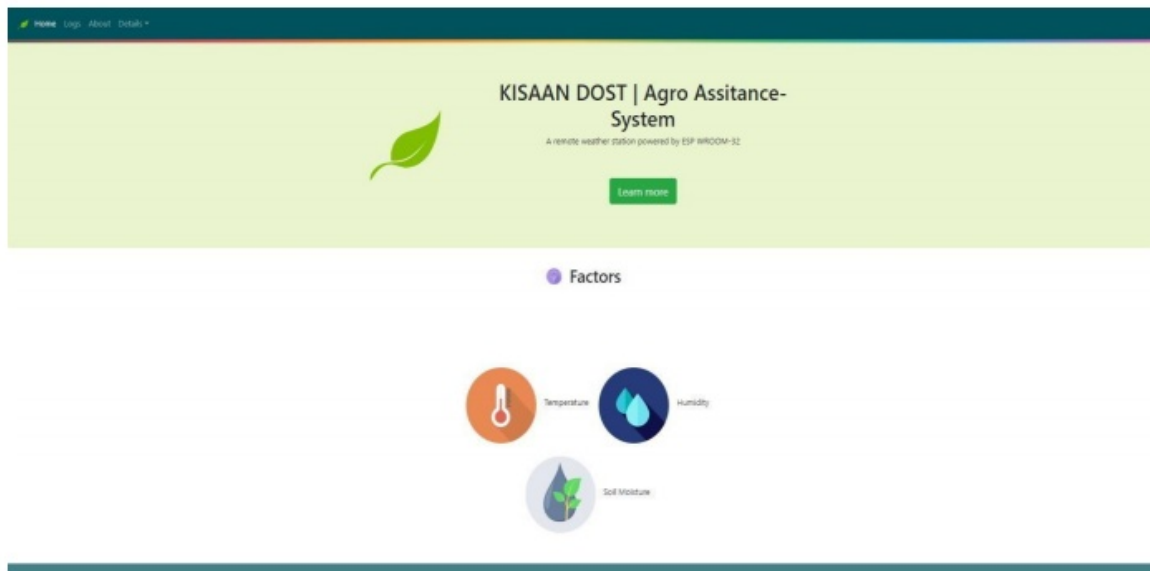 Home Logs About Details
KISAAN DOST | Agro Assitance-
System
A remote weather station powered by ESP WROOM-32
Learn more
Factors
Temperature
Humidity
Soil Moisture